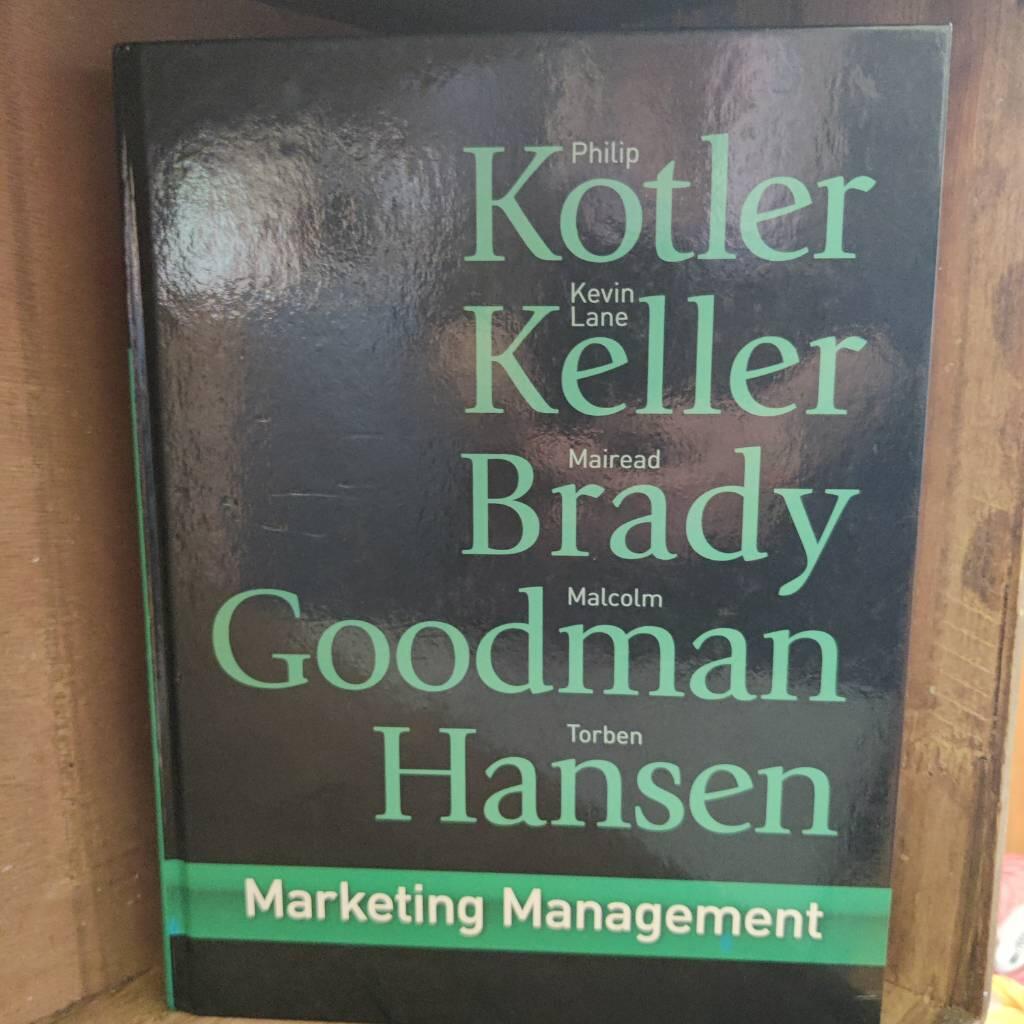 Philip
Kotler
Kevin
Lane
Keller
Mairead
Brady
Malcolm
Goodman
Torben
Hansen
Marketing Management